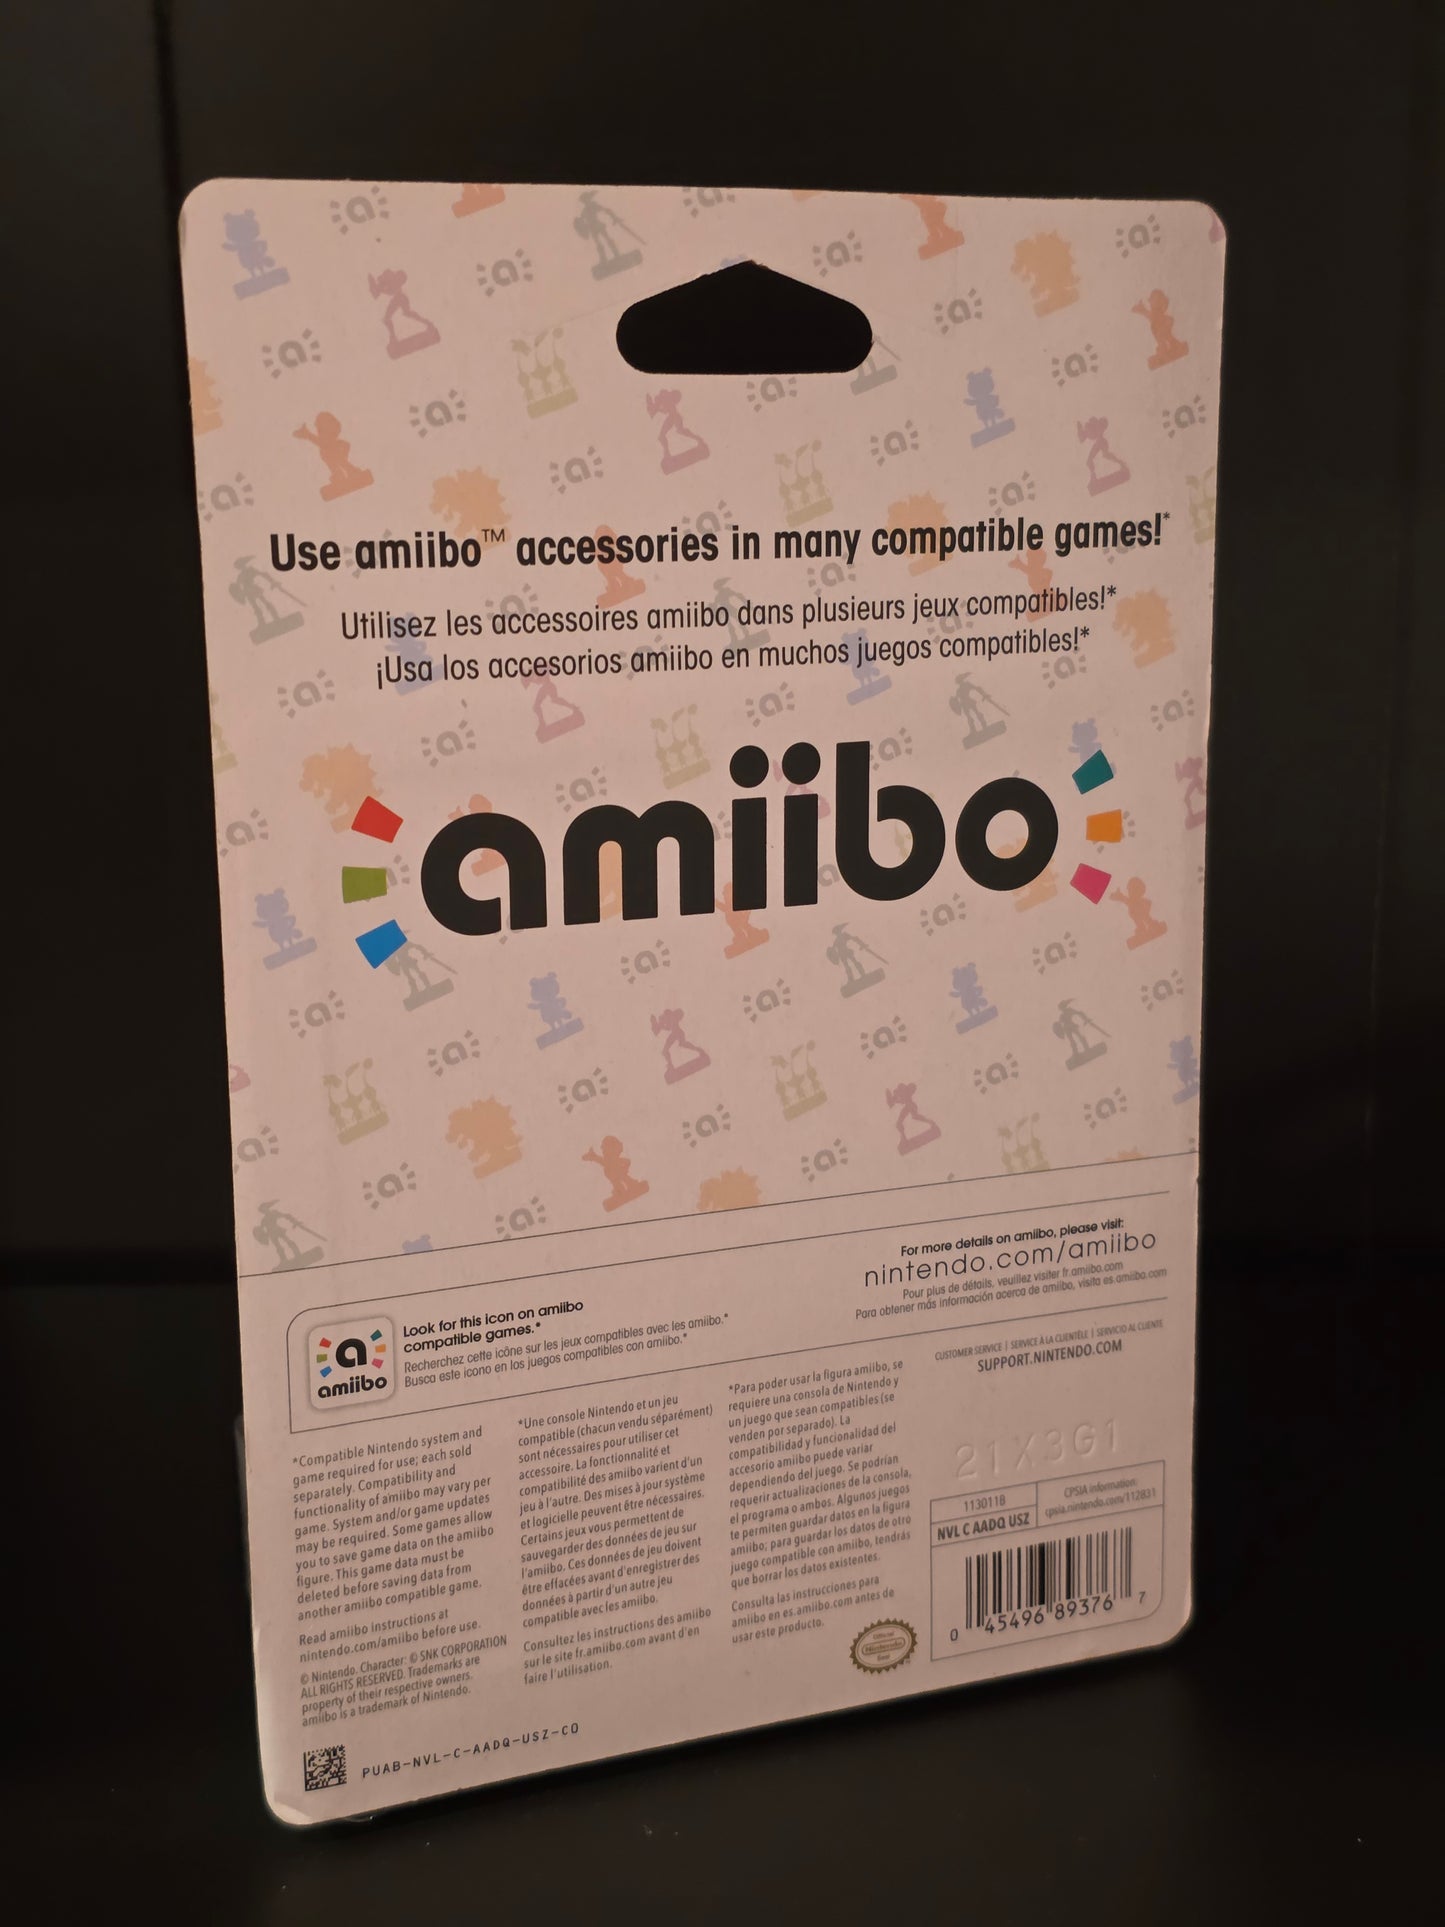 Use amiibo™ accessories in many compatible games!*
Utilisez les accessoires amiibo dans plusieurs jeux compatibles!*
¡Usa los accesorios amiibo en muchos juegos compatibles!*
amiibo
For more details on amiibo, please visit:
nintendo.com/amiibo
Pour plus de détails, veuillez visiter fr.amiibo.com
Para obtener más información acerca de amiibo, visita es.amiibo.com
a
amiibo
Look for this icon on amiibo
compatible games.*
Recherchez cette icône sur les jeux compatibles avec les amiibo.*
Busca este icono en los juegos compatibles con amiibo.*
CUSTOMER SERVICE | SERVICE À LA CLIENTÈLE | SERVICIO AL CLIENTE
SUPPORT.NINTENDO.COM
*Compatible Nintendo system and
game required for use; each sold
separately. Compatibility and
functionality of amiibo may vary per
game. System and/or game updates
may be required. Some games allow
you to save game data on the amiibo
figure. This game data must be
deleted before saving data from
another amiibo compatible game.
Read amiibo instructions at
nintendo.com/amiibo before use.
© Nintendo. Character: © SNK CORPORATION
ALL RIGHTS RESERVED. Trademarks are
property of their respective owners.
amiibo is a trademark of Nintendo.
*Une console Nintendo et un jeu
compatible (chacun vendu séparément)
sont nécessaires pour utiliser cet
accessoire. La fonctionnalité et
compatibilité des amiibo varient d'un
jeu à l'autre. Des mises à jour système
et logicielle peuvent être nécessaires.
Certains jeux vous permettent de
sauvegarder des données de jeu sur
l'amiibo. Ces données de jeu doivent
être effacées avant d'enregistrer des
données à partir d'un autre jeu
compatible avec les amiibo.
Consultez les instructions des amiibo
sur le site fr.amiibo.com avant d'en
faire l'utilisation.
*Para poder usar la figura amiibo, se
requiere una consola de Nintendo y
un juego que sean compatibles (se
venden por separado). La
compatibilidad y funcionalidad del
accesorio amiibo puede variar
dependiendo del juego. Se podrían
requerir actualizaciones de la consola,
el programa o ambos. Algunos juegos
te permiten guardar datos en la figura
amiibo; para guardar los datos de otro
juego compatible con amiibo, tendrás
que borrar los datos existentes.
Consulta las instrucciones para
amiibo en es.amiibo.com antes de
usar este producto.
Official
Nintendo
Seal
21X3G1
113011B
NVL C AADQ USZ
CPSIA information:
cpsia.nintendo.com/112831
0 45496 89376 7
PUAB-NVL-C-AADQ-USZ-C0